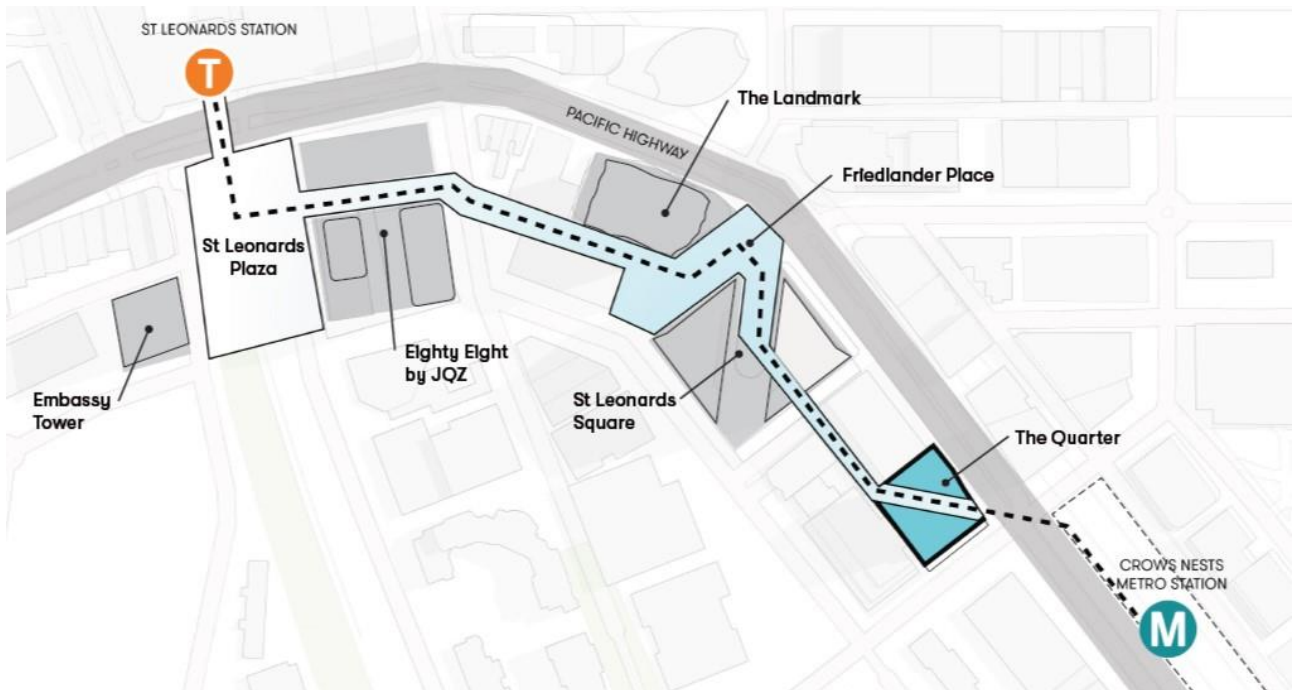 ST LEONARDS STATION
T
The Landmark
PACIFIC HIGHWAY
Friedlander Place
St Leonards
Plaza
Eighty Eight
by JQZ
Embassy
Tower
St Leonards
Square
The Quarter
CROWS NESTS
METRO STATION
M